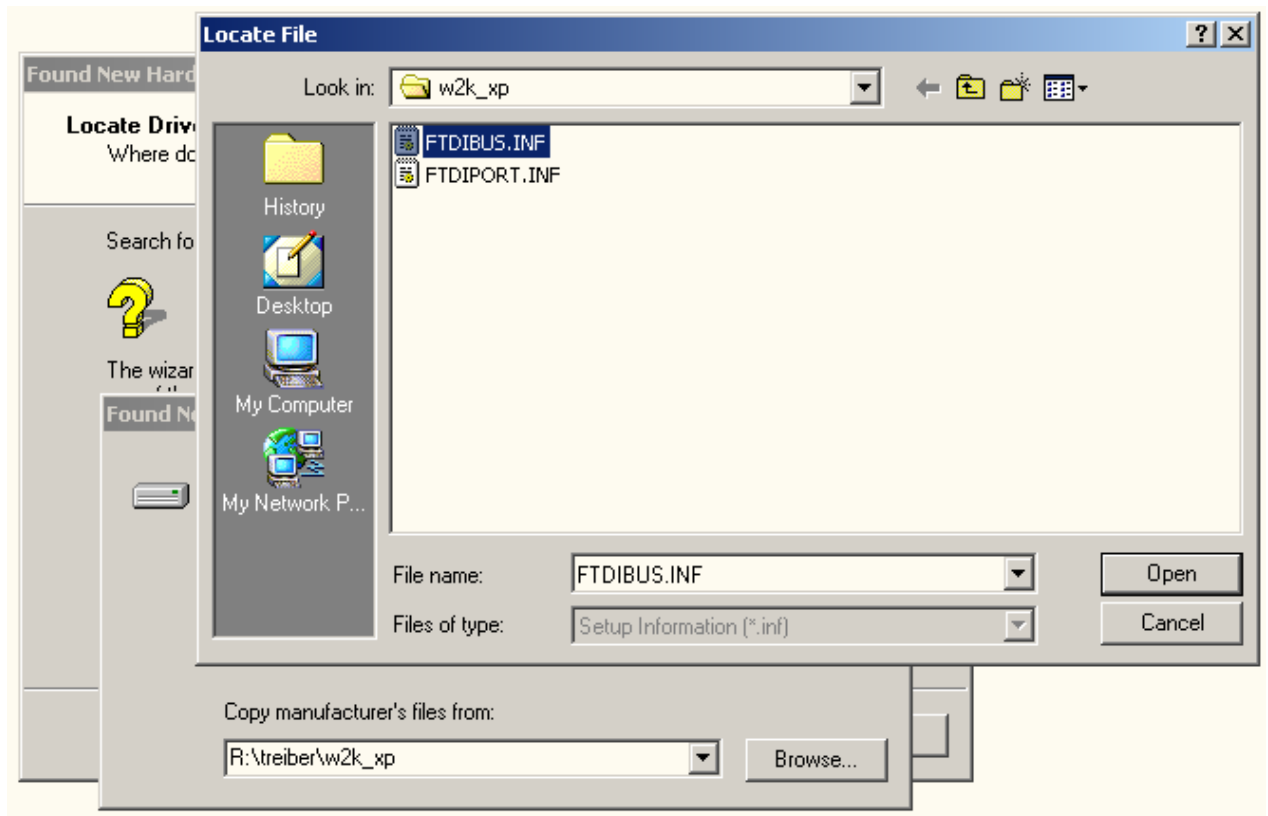 Locate File
Found New Hard
Look in:
w2k_xp
Locate Driv
Where do
FTDIBUS.INF
FTDIPORT.INF
History
Search fo
Desktop
The wizar
My Computer
Found Ne
My Network P...
File name:
FTDIBUS.INF
Open
Files of type:
Setup Information (*.inf)
Cancel
Copy manufacturer's files from:
R:\treiber\w2k_xp
Browse...